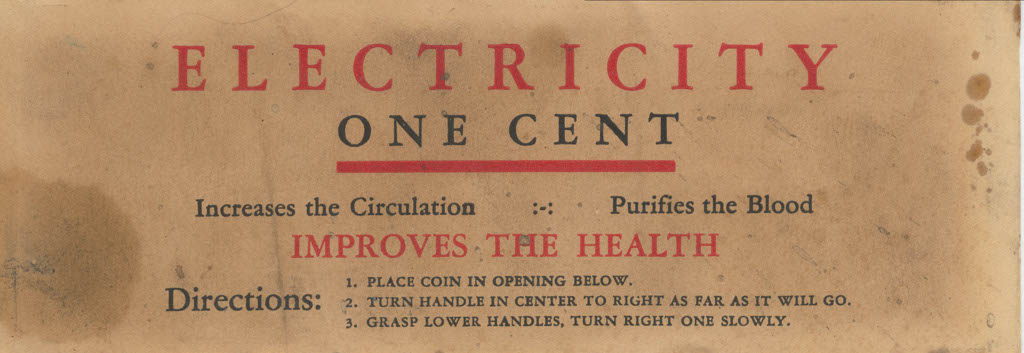 ELECTRICITY
ONE CENT
Increases the Circulation :-: Purifies the Blood
IMPROVES THE HEALTH
Directions:
1. PLACE COIN IN OPENING BELOW.
2. TURN HANDLE IN CENTER TO RIGHT AS FAR AS IT WILL GO.
3. GRASP LOWER HANDLES, TURN RIGHT ONE SLOWLY.